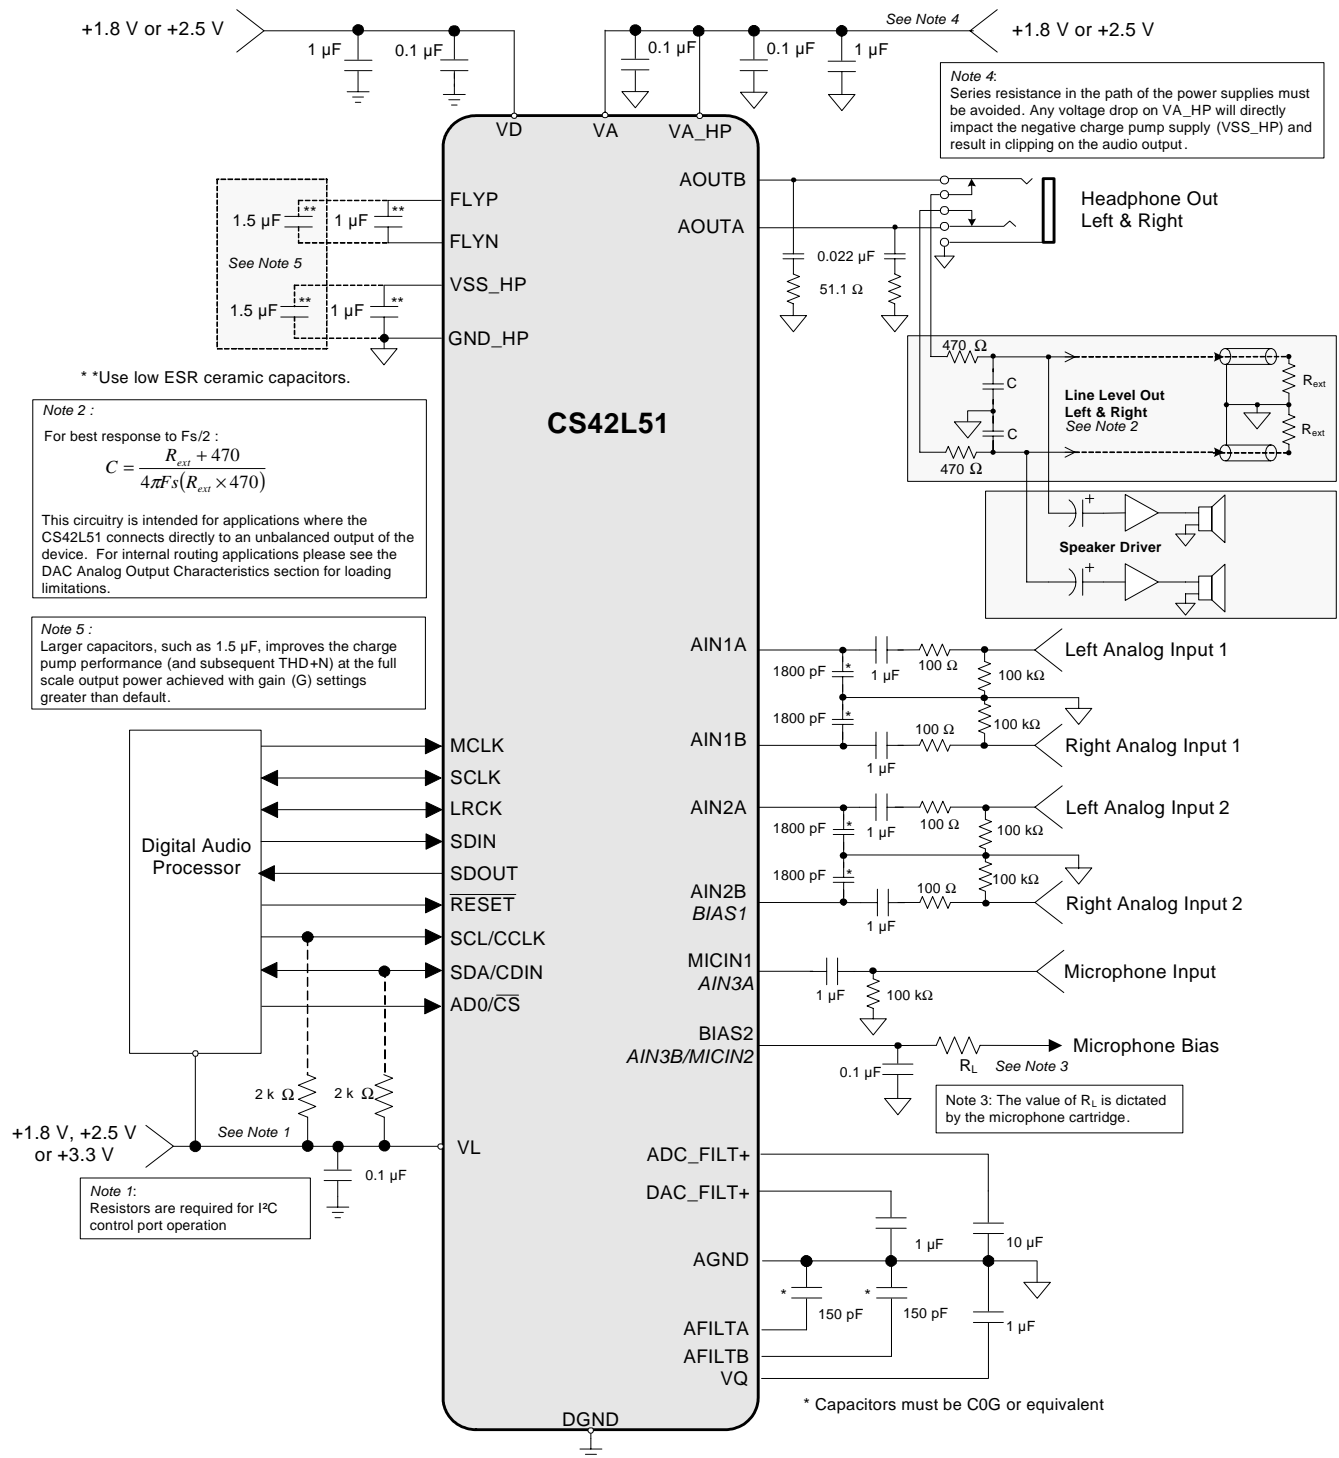 +1.8 V or +2.5 V
1 µF
0.1 µF
0.1 µF
0.1 µF
1 µF
See Note 4
+1.8 V or +2.5 V
Note 4:
Series resistance in the path of the power supplies must
be avoided. Any voltage drop on VA_HP will directly
impact the negative charge pump supply (VSS_HP) and
result in clipping on the audio output.
VD
VA
VA_HP
AOUTB
AOUTA
Headphone Out
Left & Right
0.022 µF
51.1 Ω
FLYP
FLYN
VSS_HP
GND_HP
1.5 µF
**
1 µF
**
See Note 5
1.5 µF
**
1 µF
**
* *Use low ESR ceramic capacitors.
CS42L51
470 Ω
C
C
470 Ω
Line Level Out
Left & Right
See Note 2
Rext
Rext
Speaker Driver
+
+
Note 2 :
For best response to Fs/2 :
C = Rext + 470 / 4πFs(Rext × 470)
This circuitry is intended for applications where the
CS42L51 connects directly to an unbalanced output of the
device. For internal routing applications please see the
DAC Analog Output Characteristics section for loading
limitations.
Note 5 :
Larger capacitors, such as 1.5 µF, improves the charge
pump performance (and subsequent THD+N) at the full
scale output power achieved with gain (G) settings
greater than default.
AIN1A
1800 pF
*
1 µF
100 Ω
100 kΩ
Left Analog Input 1
AIN1B
1800 pF
*
1 µF
100 Ω
100 kΩ
Right Analog Input 1
AIN2A
1800 pF
*
1 µF
100 Ω
100 kΩ
Left Analog Input 2
AIN2B
BIAS1
1800 pF
*
1 µF
100 Ω
100 kΩ
Right Analog Input 2
MICIN1
AIN3A
1 µF
100 kΩ
Microphone Input
BIAS2
AIN3B/MICIN2
0.1 µF
RL
See Note 3
Microphone Bias
Note 3: The value of RL is dictated
by the microphone cartridge.
Digital Audio
Processor
MCLK
SCLK
LRCK
SDIN
SDOUT
RESET
SCL/CCLK
SDA/CDIN
AD0/CS
2 k Ω
2 k Ω
+1.8 V, +2.5 V
or +3.3 V
See Note 1
VL
0.1 µF
Note 1:
Resistors are required for I²C
control port operation
ADC_FILT+
DAC_FILT+
1 µF
10 µF
AGND
*
150 pF
*
150 pF
1 µF
AFILTA
AFILTB
VQ
* Capacitors must be C0G or equivalent
DGND